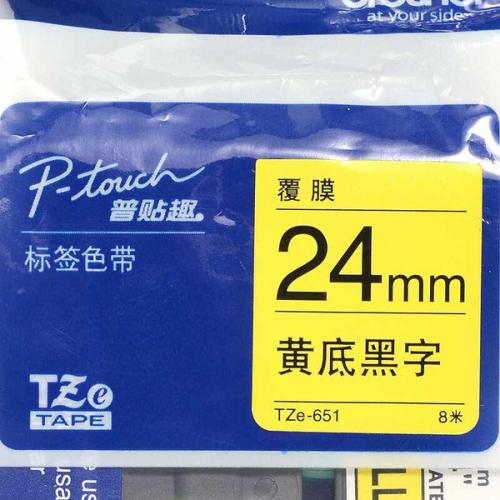 brother
at your side
P-touch
普贴趣®
标签色带
TZe
TAPE
覆膜
24mm
黄底黑字
TZe-651
8米